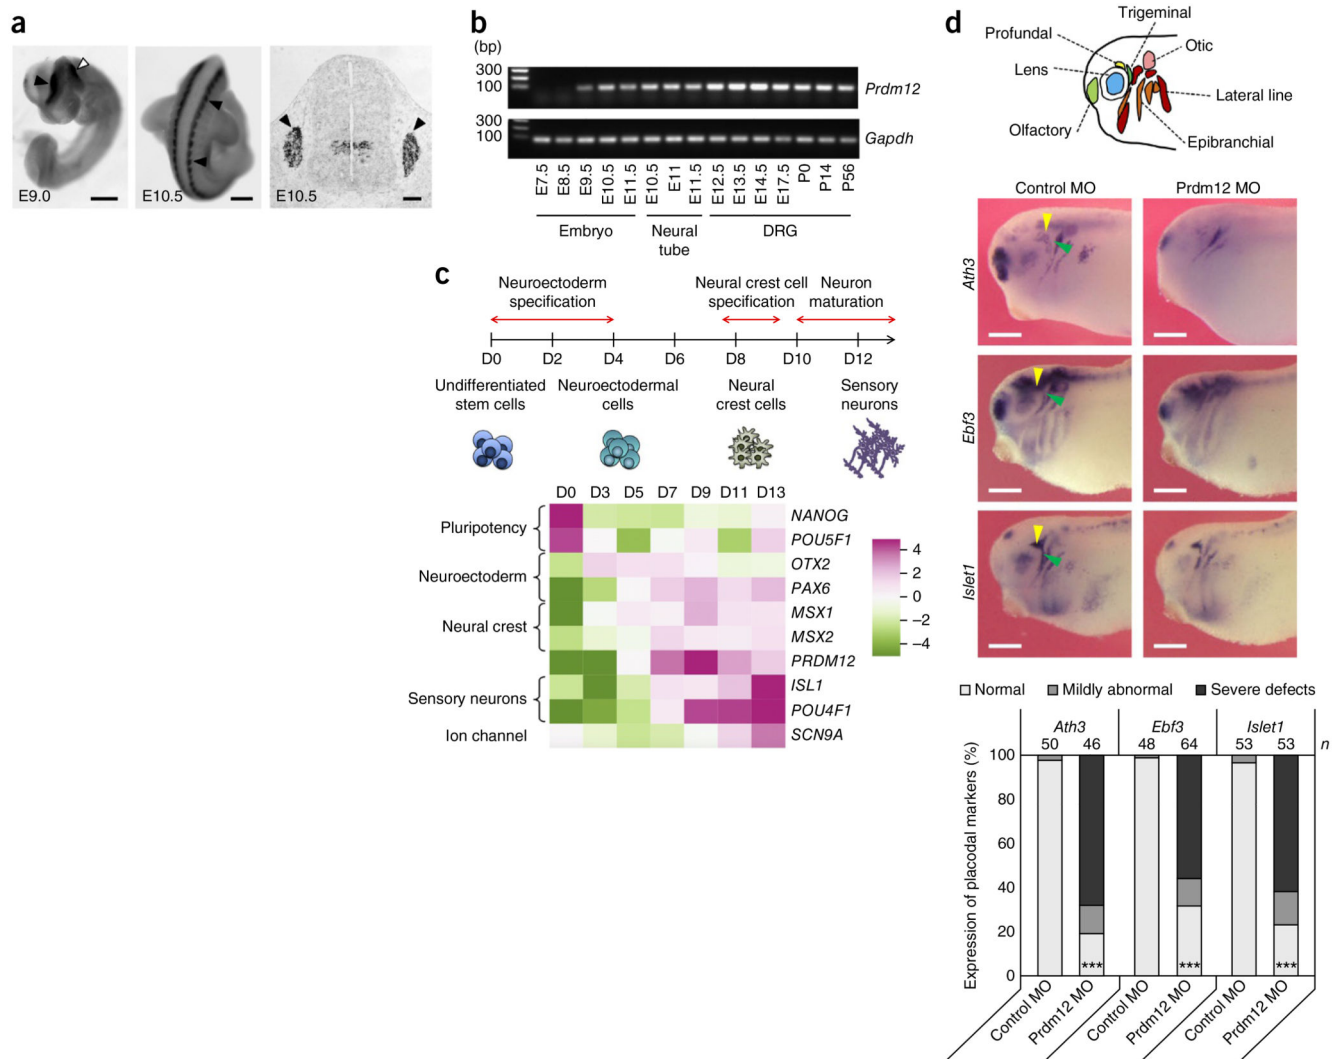 a
E9.0
E10.5
E10.5
b
(bp)
300
100
Prdm12
300
100
Gapdh
E7.5
E8.5
E9.5
E10.5
E11.5
E10.5
E11
E11.5
E12.5
E13.5
E14.5
E17.5
P0
P14
P56
Embryo
Neural
tube
DRG
c
Neuroectoderm
specification
Neural crest cell
specification
Neuron
maturation
D0 D2 D4 D6 D8 D10 D12
Undifferentiated
stem cells
Neuroectodermal
cells
Neural
crest cells
Sensory
neurons
D0 D3 D5 D7 D9 D11 D13
Pluripotency
Neuroectoderm
Neural crest
Sensory neurons
Ion channel
NANOG
POU5F1
OTX2
PAX6
MSX1
MSX2
PRDM12
ISL1
POU4F1
SCN9A
4
2
0
−2
−4
d
Trigeminal
Profundal
Otic
Lens
Lateral line
Olfactory
Epibranchial
Control MO
Prdm12 MO
Ath3
Ebf3
Islet1
Normal
Mildly abnormal
Severe defects
Ath3
Ebf3
Islet1
50 46 48 64 53 53 n
Expression of placodal markers (%)
100
80
60
40
20
0
*** *** ***
Control MO
Prdm12 MO
Control MO
Prdm12 MO
Control MO
Prdm12 MO